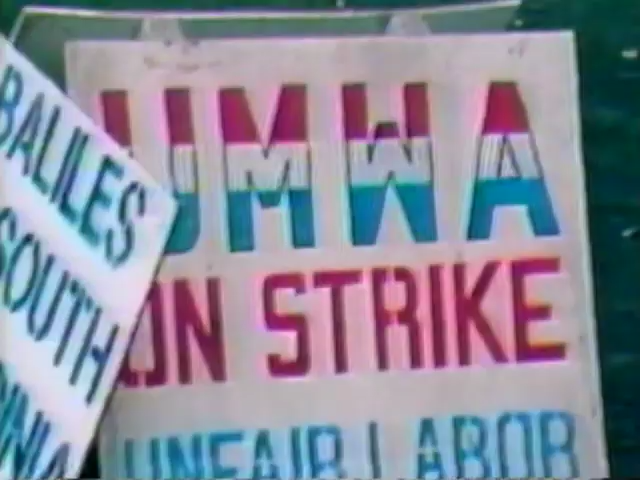 BALILES
SOUTH
UMWA
ON STRIKE
UNFAIR LABOR